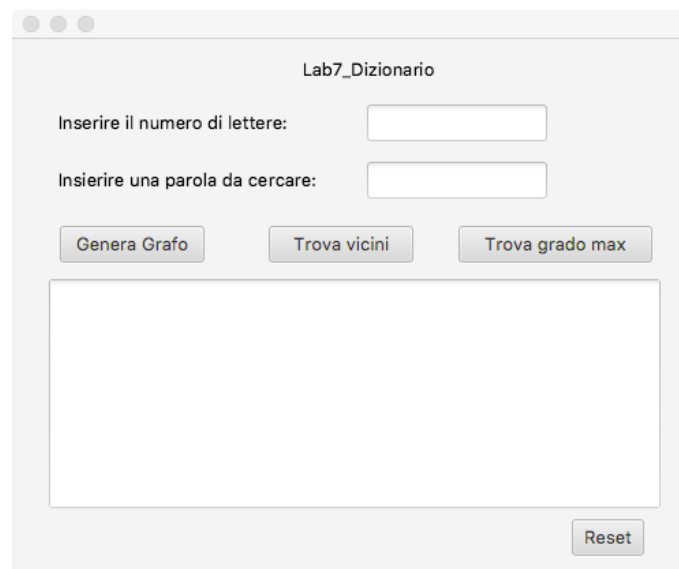 Lab7_Dizionario
Inserire il numero di lettere:
Insierire una parola da cercare:
Genera Grafo Trova vicini Trova grado max
Reset